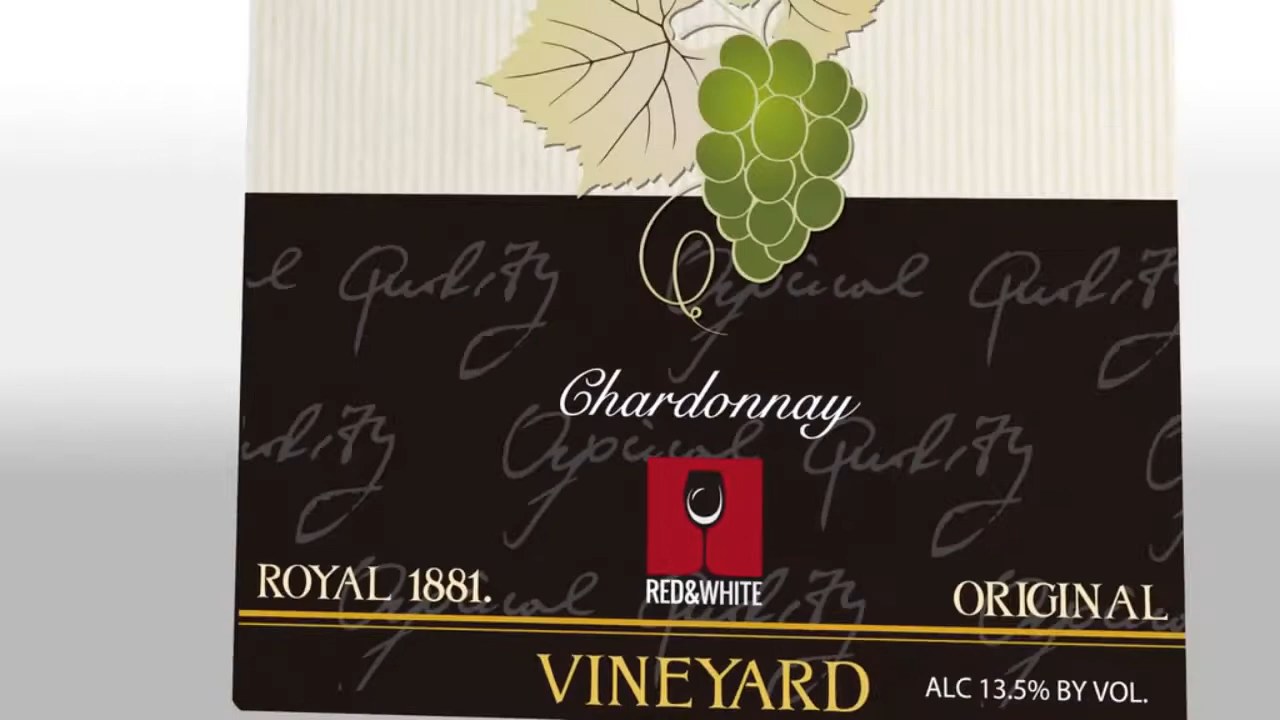 Chardonnay
RED&WHITE
ROYAL 1881.
ORIGINAL
VINEYARD
ALC 13.5% BY VOL.